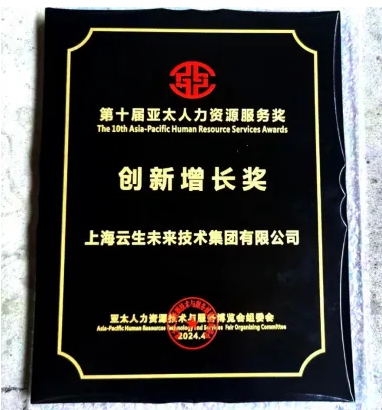 第十届亚太人力资源服务奖
The 10th Asia-Pacific Human Resource Services Awards
创新增长奖
上海云生未来技术集团有限公司
亚太人力资源技术与服务博览会组委会
Asia-Pacific Human Resources Technology and Services Fair Organizing Committee
2024.4